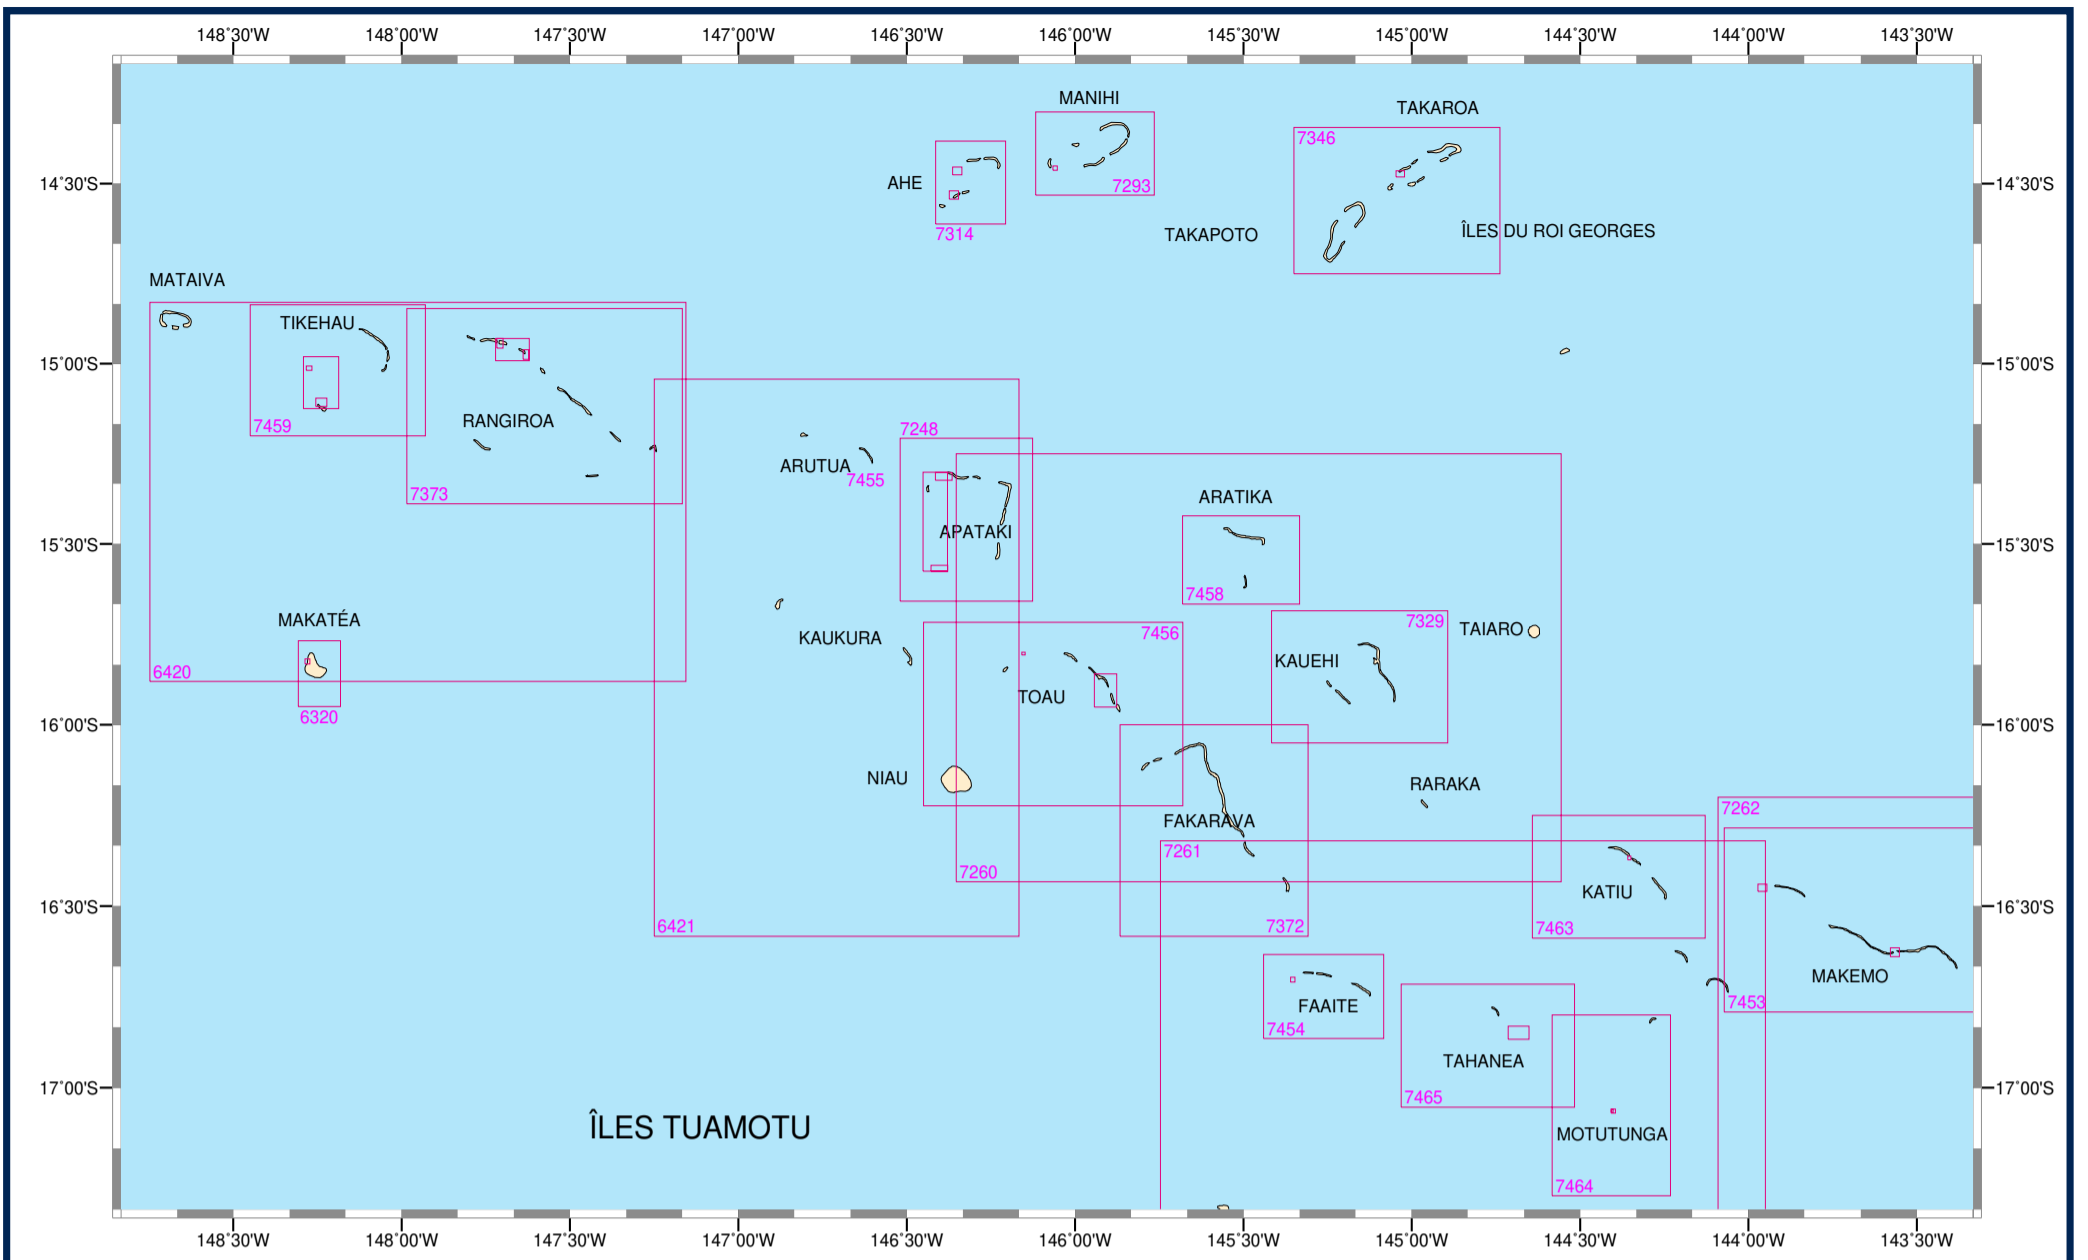 148°30'W 148°00'W 147°30'W 147°00'W 146°30'W 146°00'W 145°30'W 145°00'W 144°30'W 144°00'W 143°30'W
MANIHI
TAKAROA
7346
14°30'S AHE 7293 14°30'S
7314 TAKAPOTO ÎLES DU ROI GEORGES
MATAIVA
TIKEHAU
15°00'S 15°00'S
7459 RANGIROA 7248
ARUTUA 7455
7373 ARATIKA
15°30'S APATAKI 15°30'S
7458
MAKATÉA 7329 TAIARO
KAUKURA 7456
6420 KAUEHI
TOAU
16°00'S 6320 16°00'S
NIAU RARAKA
7262
FAKARAVA
7261
7260
KATIU
16°30'S 16°30'S
6421 7372 7463
MAKEMO
FAAITE 7453
7454
TAHANEA
17°00'S 7465 17°00'S
ÎLES TUAMOTU MOTUTUNGA
7464
148°30'W 148°00'W 147°30'W 147°00'W 146°30'W 146°00'W 145°30'W 145°00'W 144°30'W 144°00'W 143°30'W